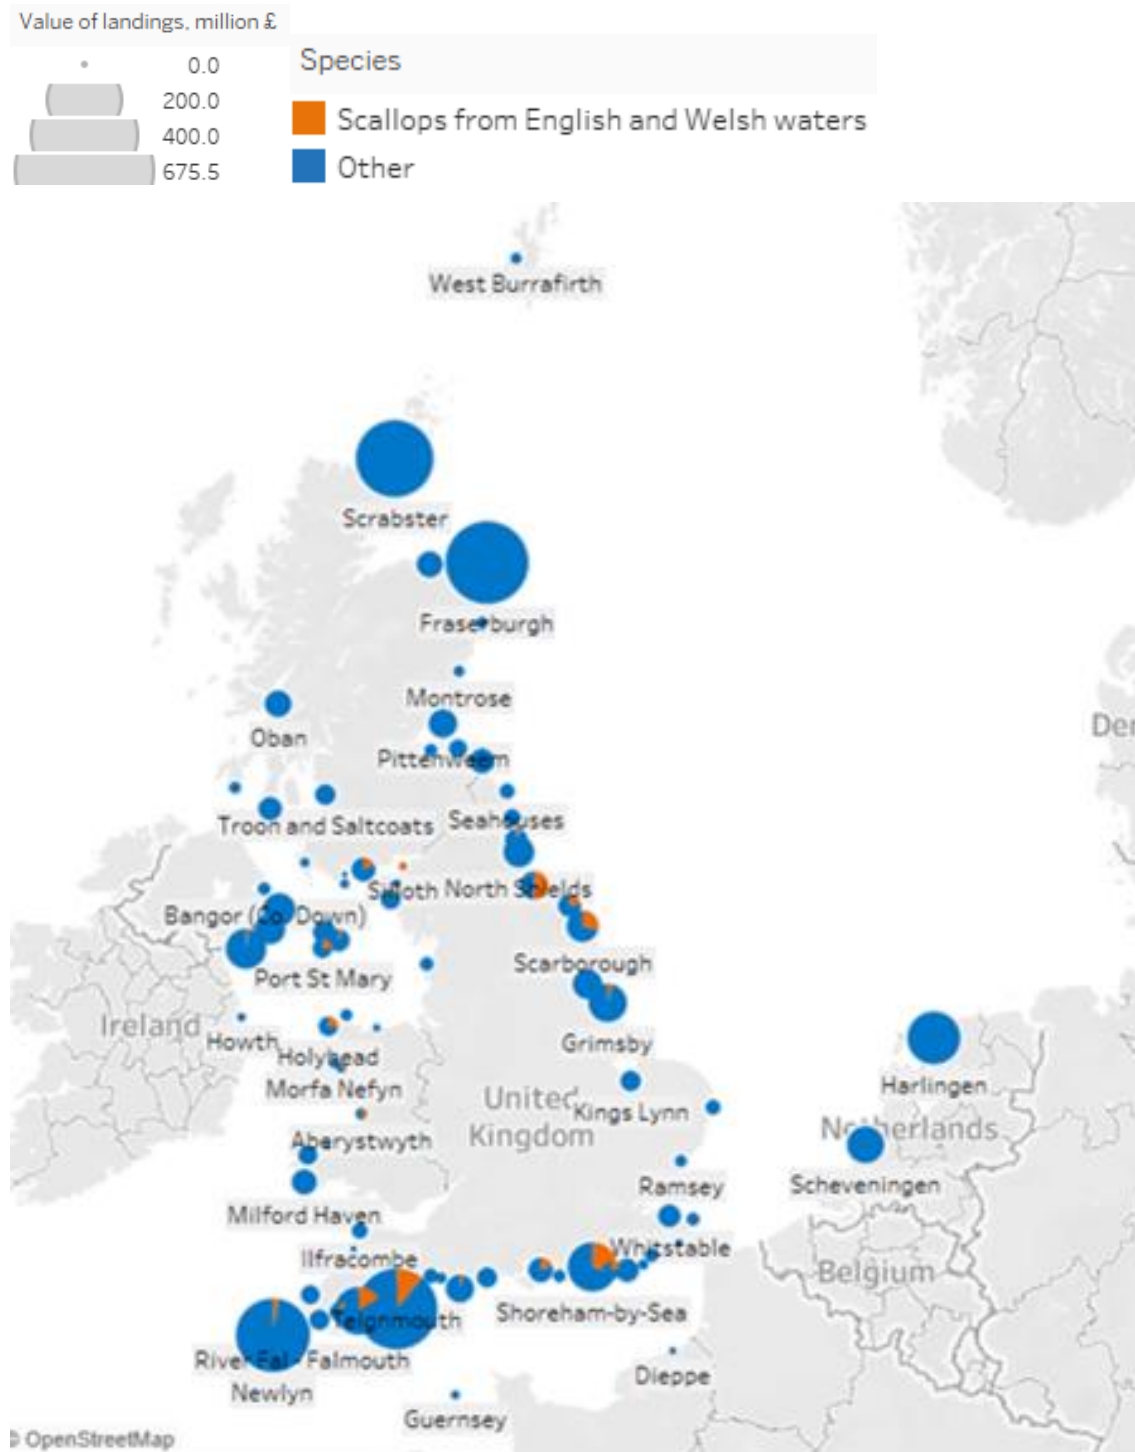 Value of landings, million £
0.0
200.0
400.0
675.5
Species
Scallops from English and Welsh waters
Other
West Burrafirth
Scrabster
Fraserburgh
Montrose
Oban
Pittenweem
Troon and Saltcoats
Seahouses
Silloth
North Shields
Bangor (Co. Down)
Scarborough
Port St Mary
Ireland
Howth
Holyhead
Grimsby
Harlingen
Morfa Nefyn
United
Kingdom
Kings Lynn
Netherlands
Aberystwyth
Ramsey
Scheveningen
Milford Haven
Whitstable
Ilfracombe
Belgium
Shoreham-by-Sea
Teignmouth
River Fal - Falmouth
Newlyn
Dieppe
Guernsey
Der
© OpenStreetMap